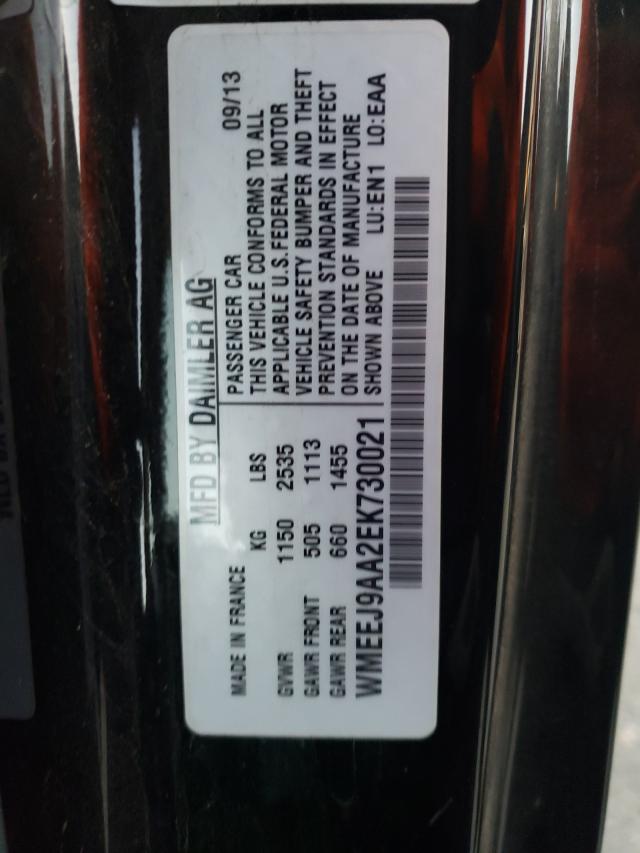 MFD BY DAIMLER AG
MADE IN FRANCE
KG LBS
GVWR 1150 2535
GAWR FRONT 505 1113
GAWR REAR 660 1455
PASSENGER CAR 09/13
THIS VEHICLE CONFORMS TO ALL
APPLICABLE U.S. FEDERAL MOTOR
VEHICLE SAFETY BUMPER AND THEFT
PREVENTION STANDARDS IN EFFECT
ON THE DATE OF MANUFACTURE
SHOWN ABOVE LU:EN1 LO:EAA
WMEEJ9AA2EK730021